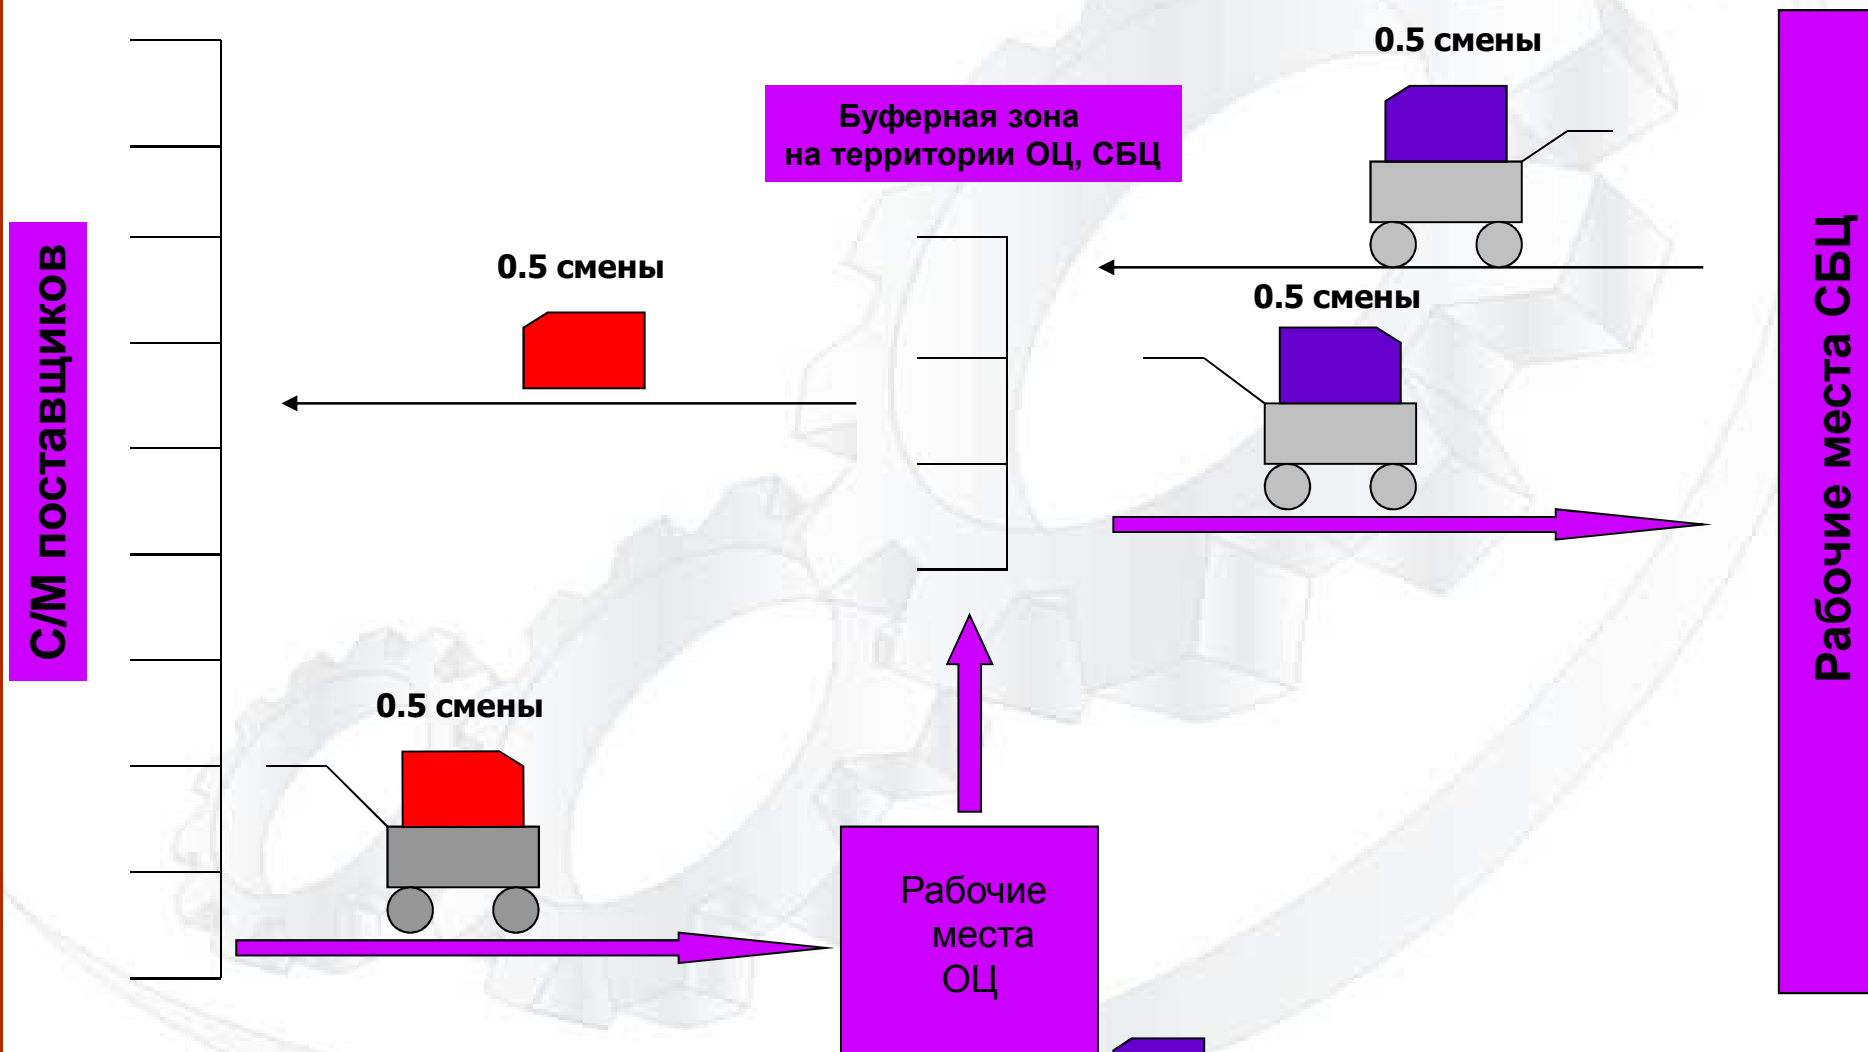 0.5 смены
Буферная зона
на территории ОЦ, СБЦ
С/М поставщиков
0.5 смены
0.5 смены
Рабочие места СБЦ
0.5 смены
Рабочие
места
ОЦ